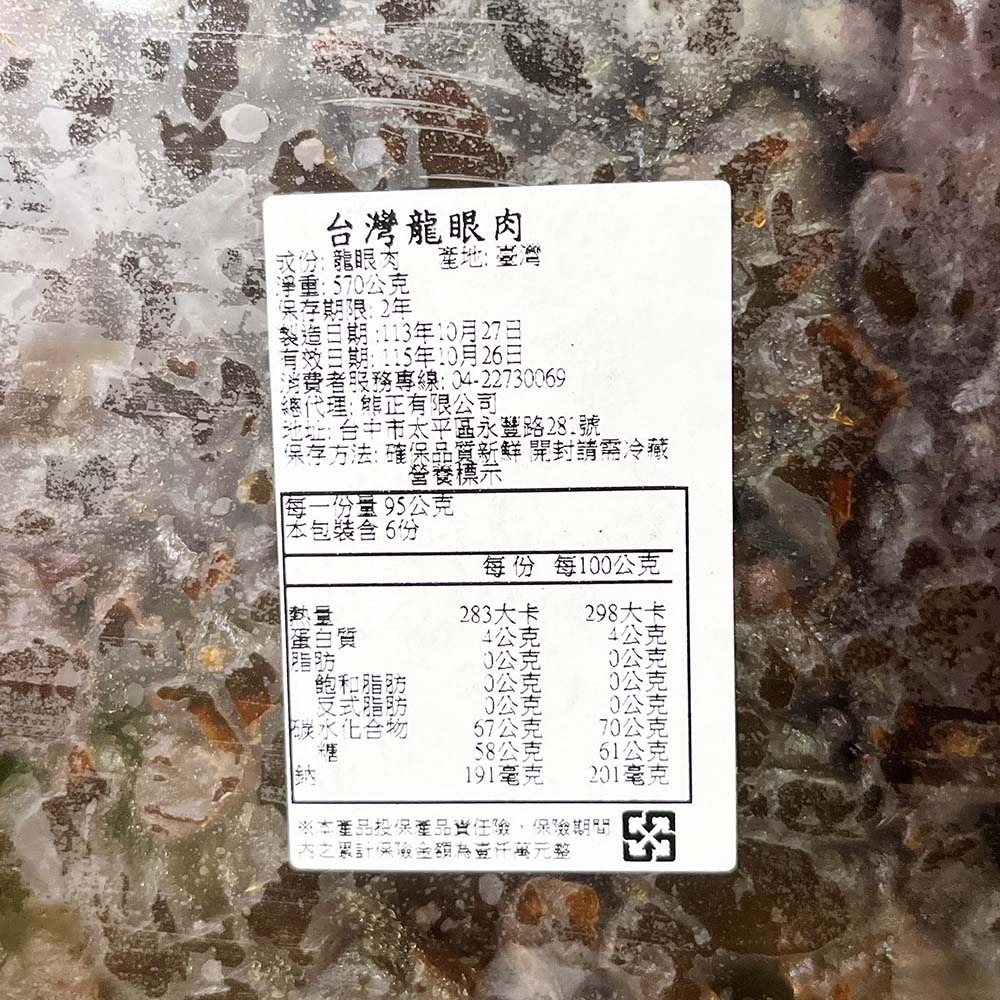 台灣龍眼肉
成份: 龍眼肉 產地: 臺灣
淨重: 570公克
保存期限: 2年
製造日期:113年10月27日
有效日期:115年10月26日
消費者服務專線: 04-22730069
總代理: 熊正有限公司
地址: 台中市太平區永豐路281號
保存方法: 確保品質新鮮 開封請需冷藏
營養標示
每一份量 95公克
本包裝含 6份
每份 每100公克
熱量 283大卡 298大卡
蛋白質 4公克 4公克
脂肪 0公克 0公克
飽和脂肪 0公克 0公克
反式脂肪 0公克 0公克
碳水化合物 67公克 70公克
糖 58公克 61公克
鈉 191毫克 201毫克
※本產品投保產品責任險，保險期間
內之累計保險金額為壹仟萬元整